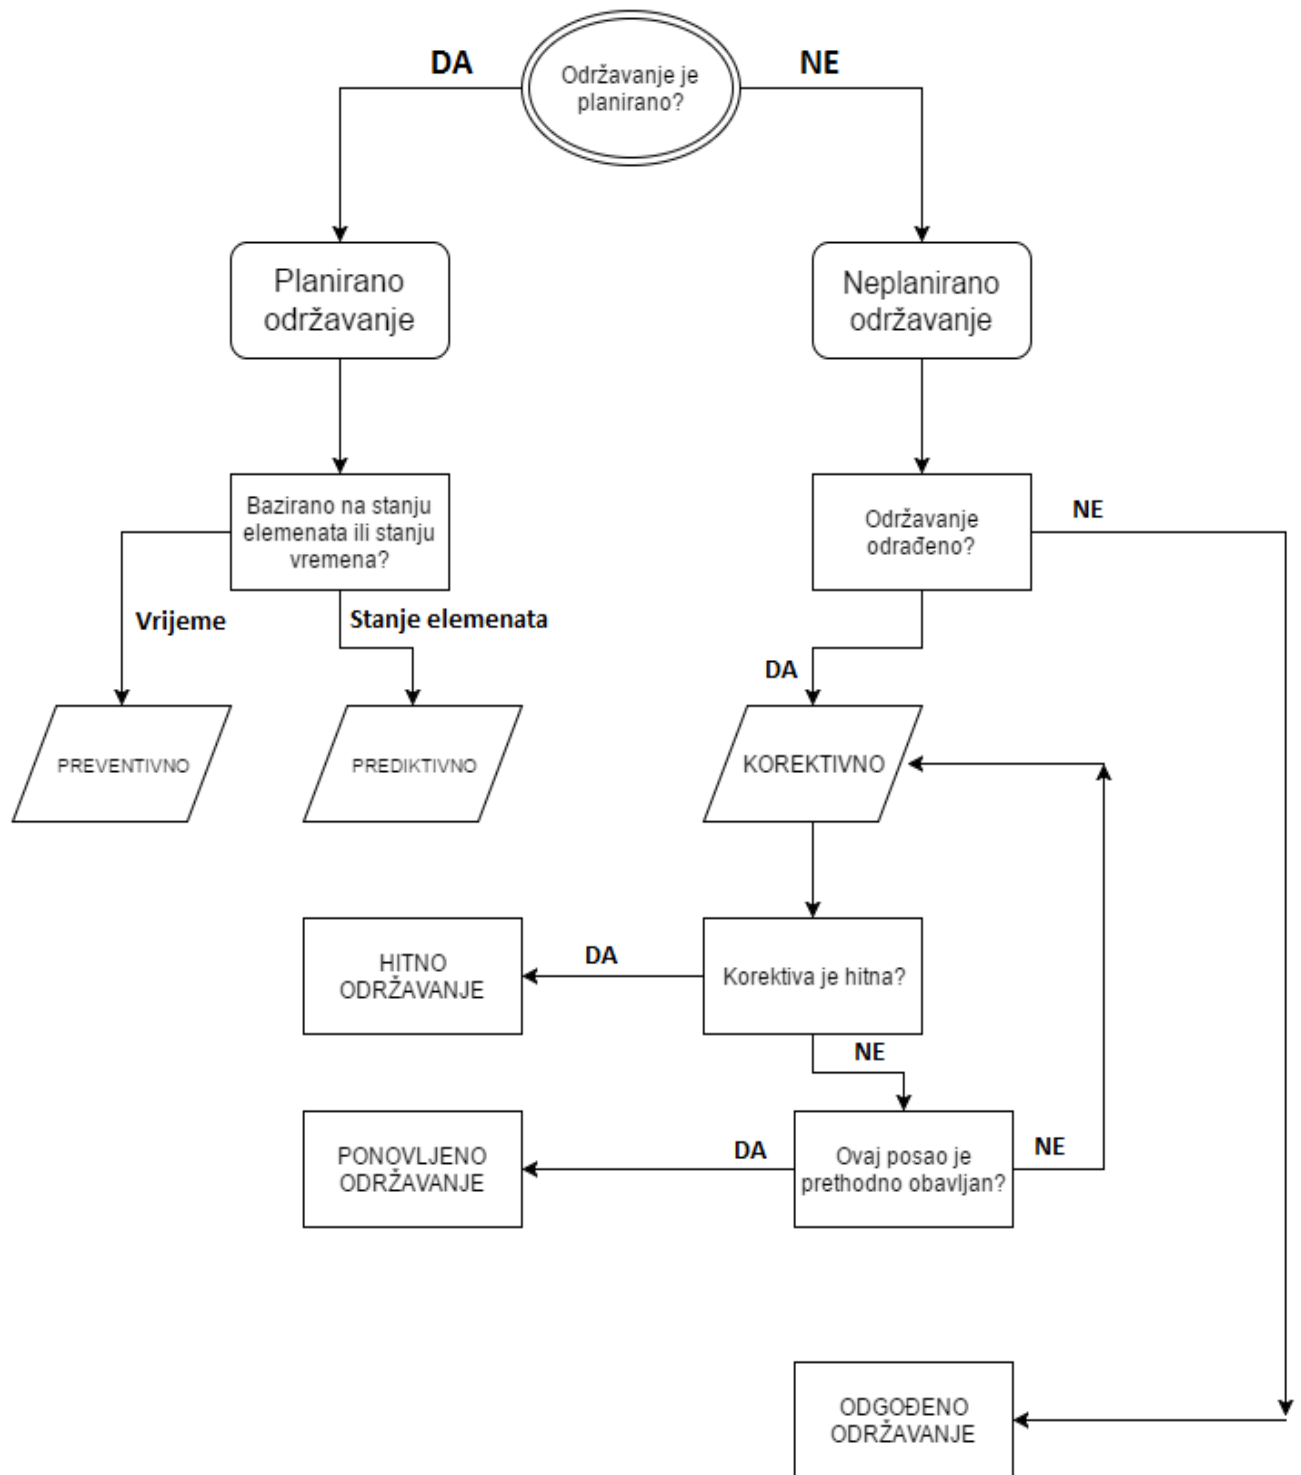 DA
NE
Održavanje je
planirano?
Planirano
održavanje
Neplanirano
održavanje
Bazirano na stanju
elemenata ili stanju
vremena?
Održavanje
odrađeno?
NE
Vrijeme
Stanje elemenata
DA
PREVENTIVNO
PREDIKTIVNO
KOREKTIVNO
HITNO
ODRŽAVANJE
DA
Korektiva je hitna?
NE
PONOVLJENO
ODRŽAVANJE
DA
Ovaj posao je
prethodno obavljan?
NE
ODGOĐENO
ODRŽAVANJE